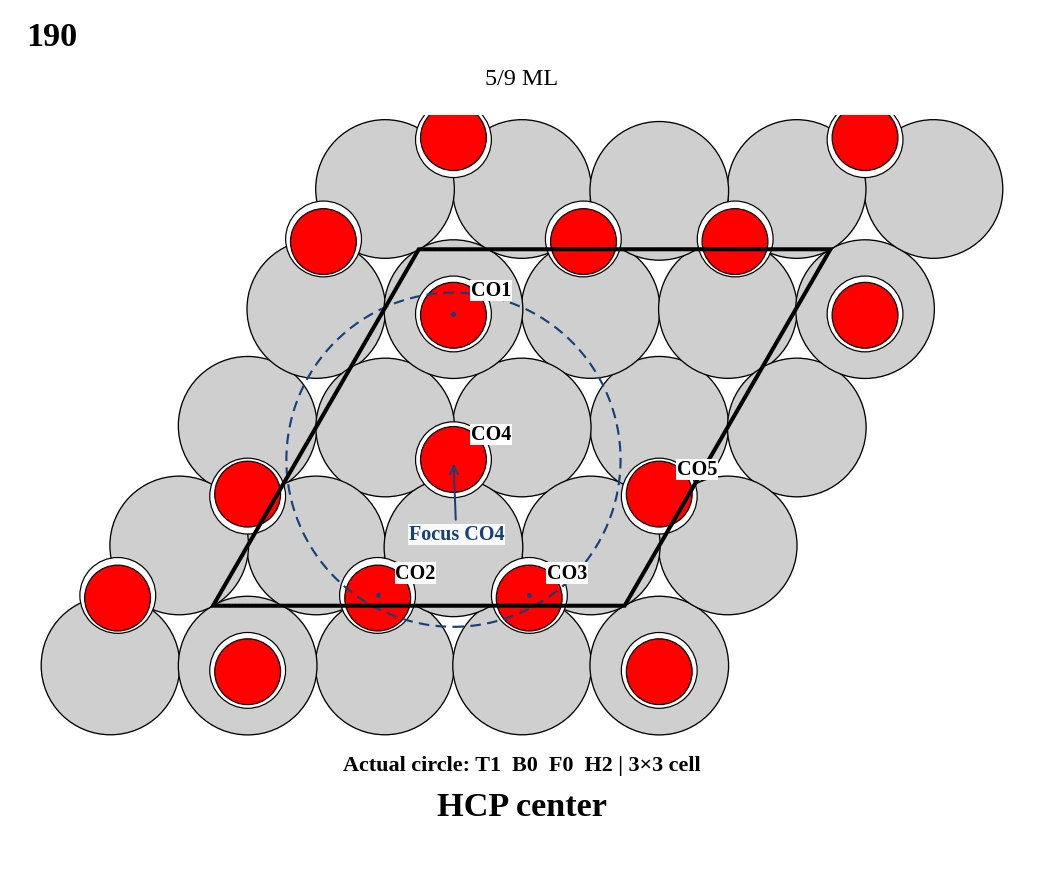 190
5/9 ML
CO1
CO4
CO5
Focus CO4
CO2
CO3
Actual circle: T1  B0  F0  H2 | 3×3 cell
HCP center